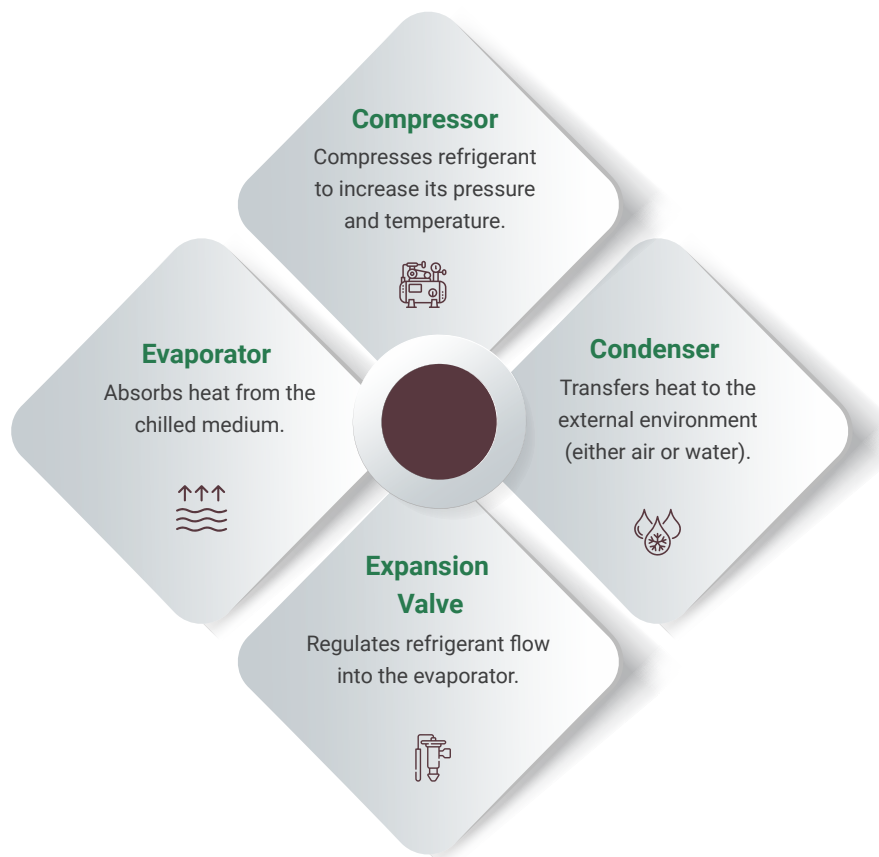 Compressor
Compresses refrigerant
to increase its pressure
and temperature.
Evaporator
Absorbs heat from the
chilled medium.
Condenser
Transfers heat to the
external environment
(either air or water).
Expansion
Valve
Regulates refrigerant flow
into the evaporator.